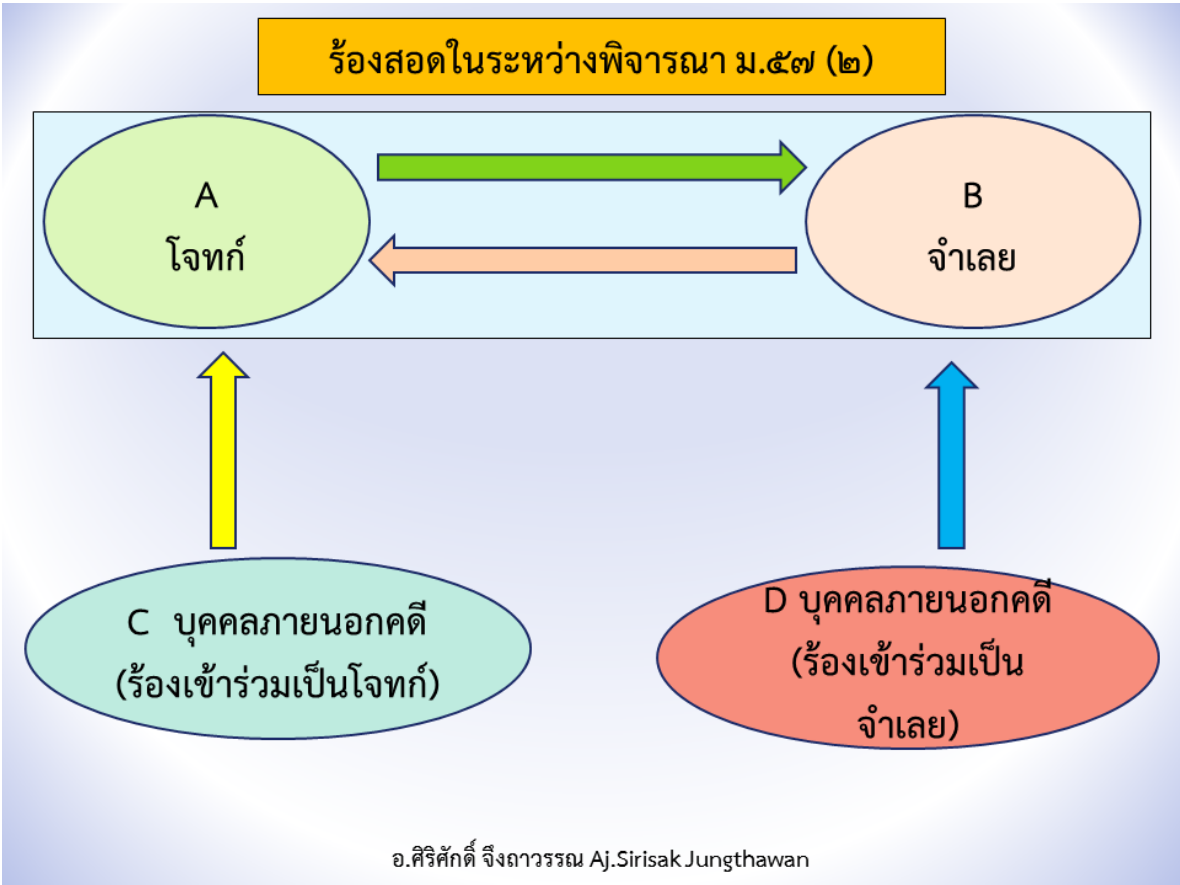 ร้องสอดในระหว่างพิจารณา ม.๕๗ (๒)
A
โจทก์
B
จำเลย
C บุคคลภายนอกคดี
(ร้องเข้าร่วมเป็นโจทก์)
D บุคคลภายนอกคดี
(ร้องเข้าร่วมเป็น
จำเลย)
อ.ศิริศักดิ์ จึงถาวรรณ Aj.Sirisak Jungthawan